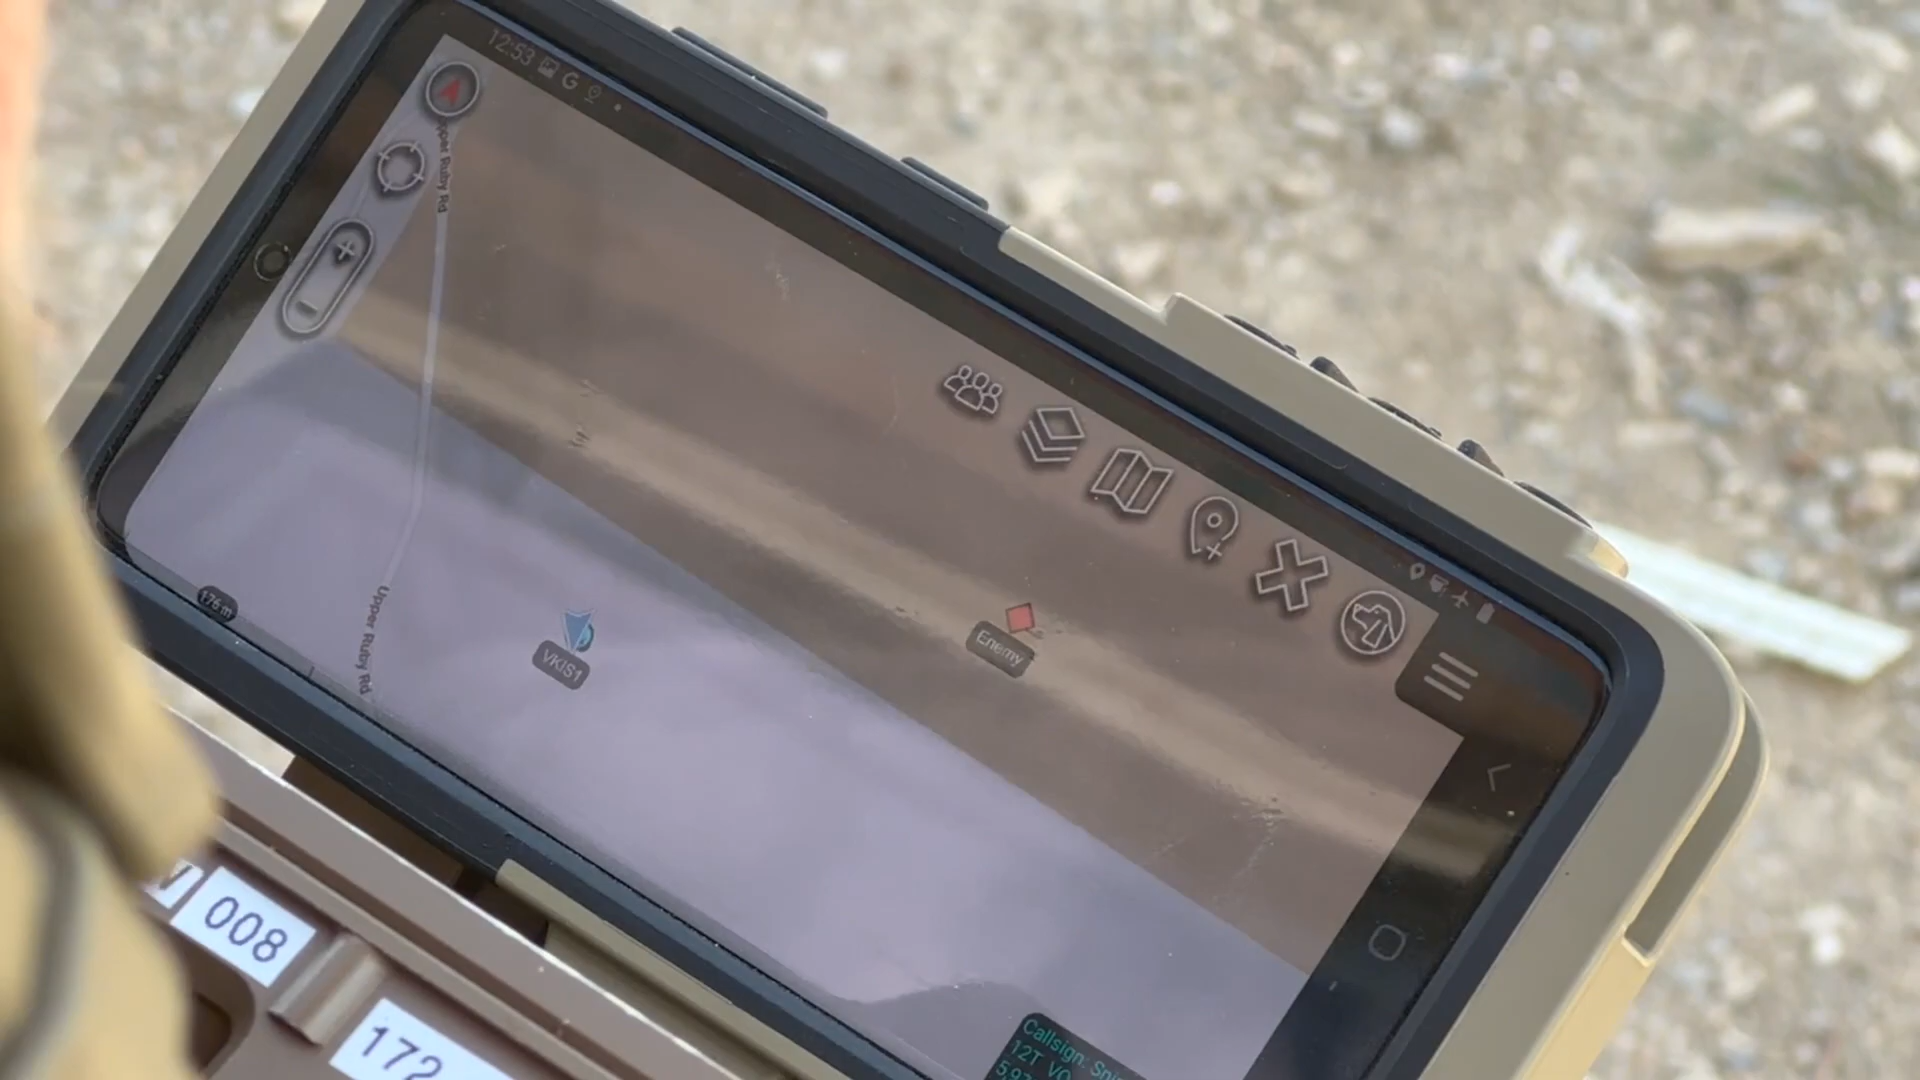 12:53 G
Upper Ruby Rd
Upper Ruby Rd
176 m
VKIS1
Enemy
Callsign:
12T
008
172